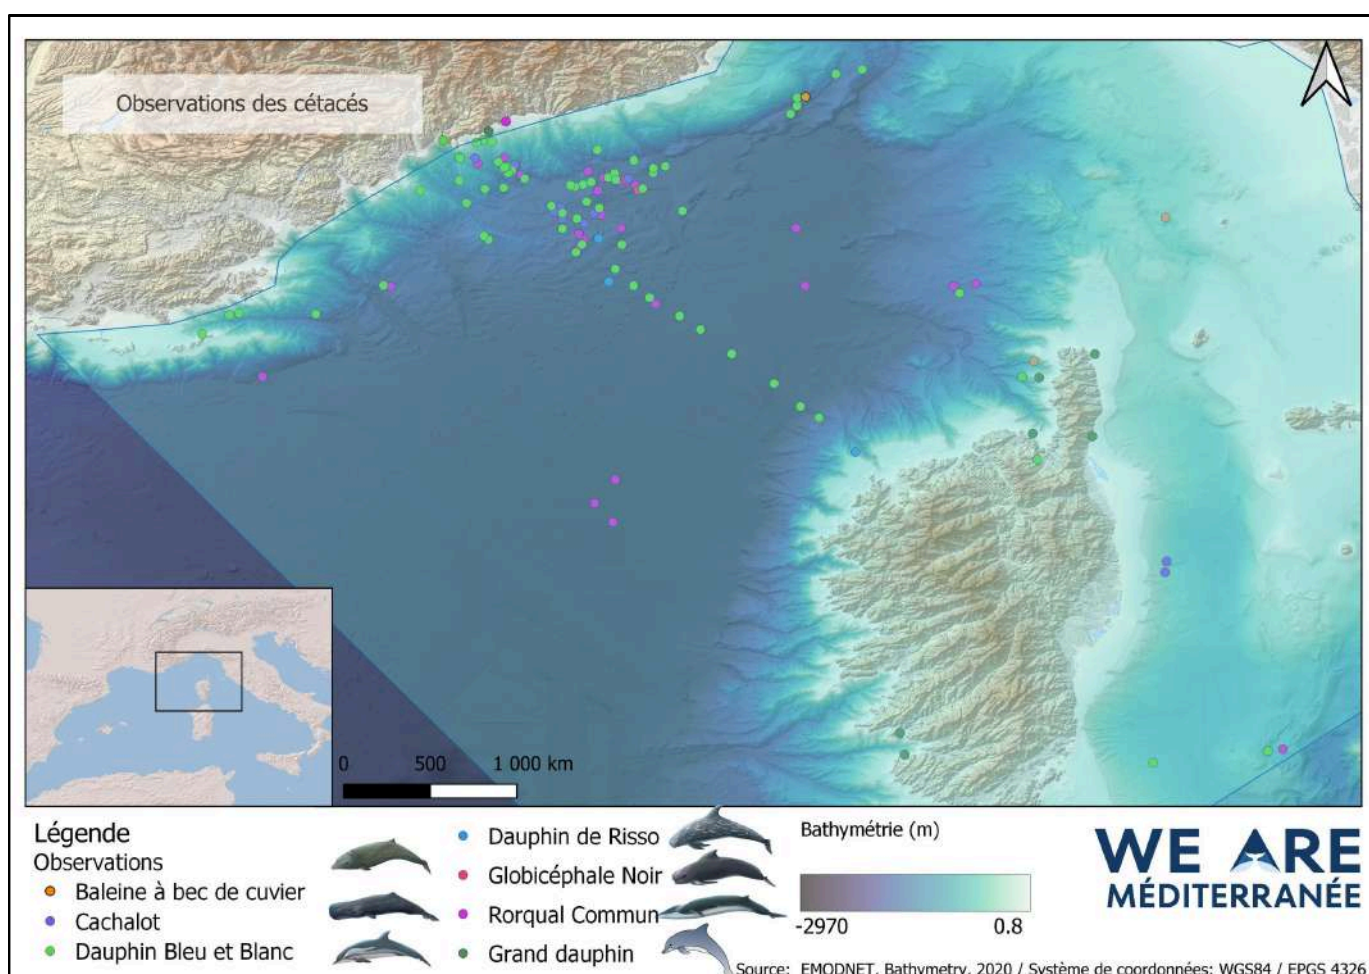 Observations des cétacés
0 500 1 000 km
Légende
Observations
Baleine à bec de cuvier
Cachalot
Dauphin Bleu et Blanc
Dauphin de Risso
Globicéphale Noir
Rorqual Commun
Grand dauphin
Bathymétrie (m)
-2970 0.8
WE ARE
MÉDITERRANÉE
Source: EMODNET, Bathymetry, 2020 / Système de coordonnées: WGS84 / EPGS 4326